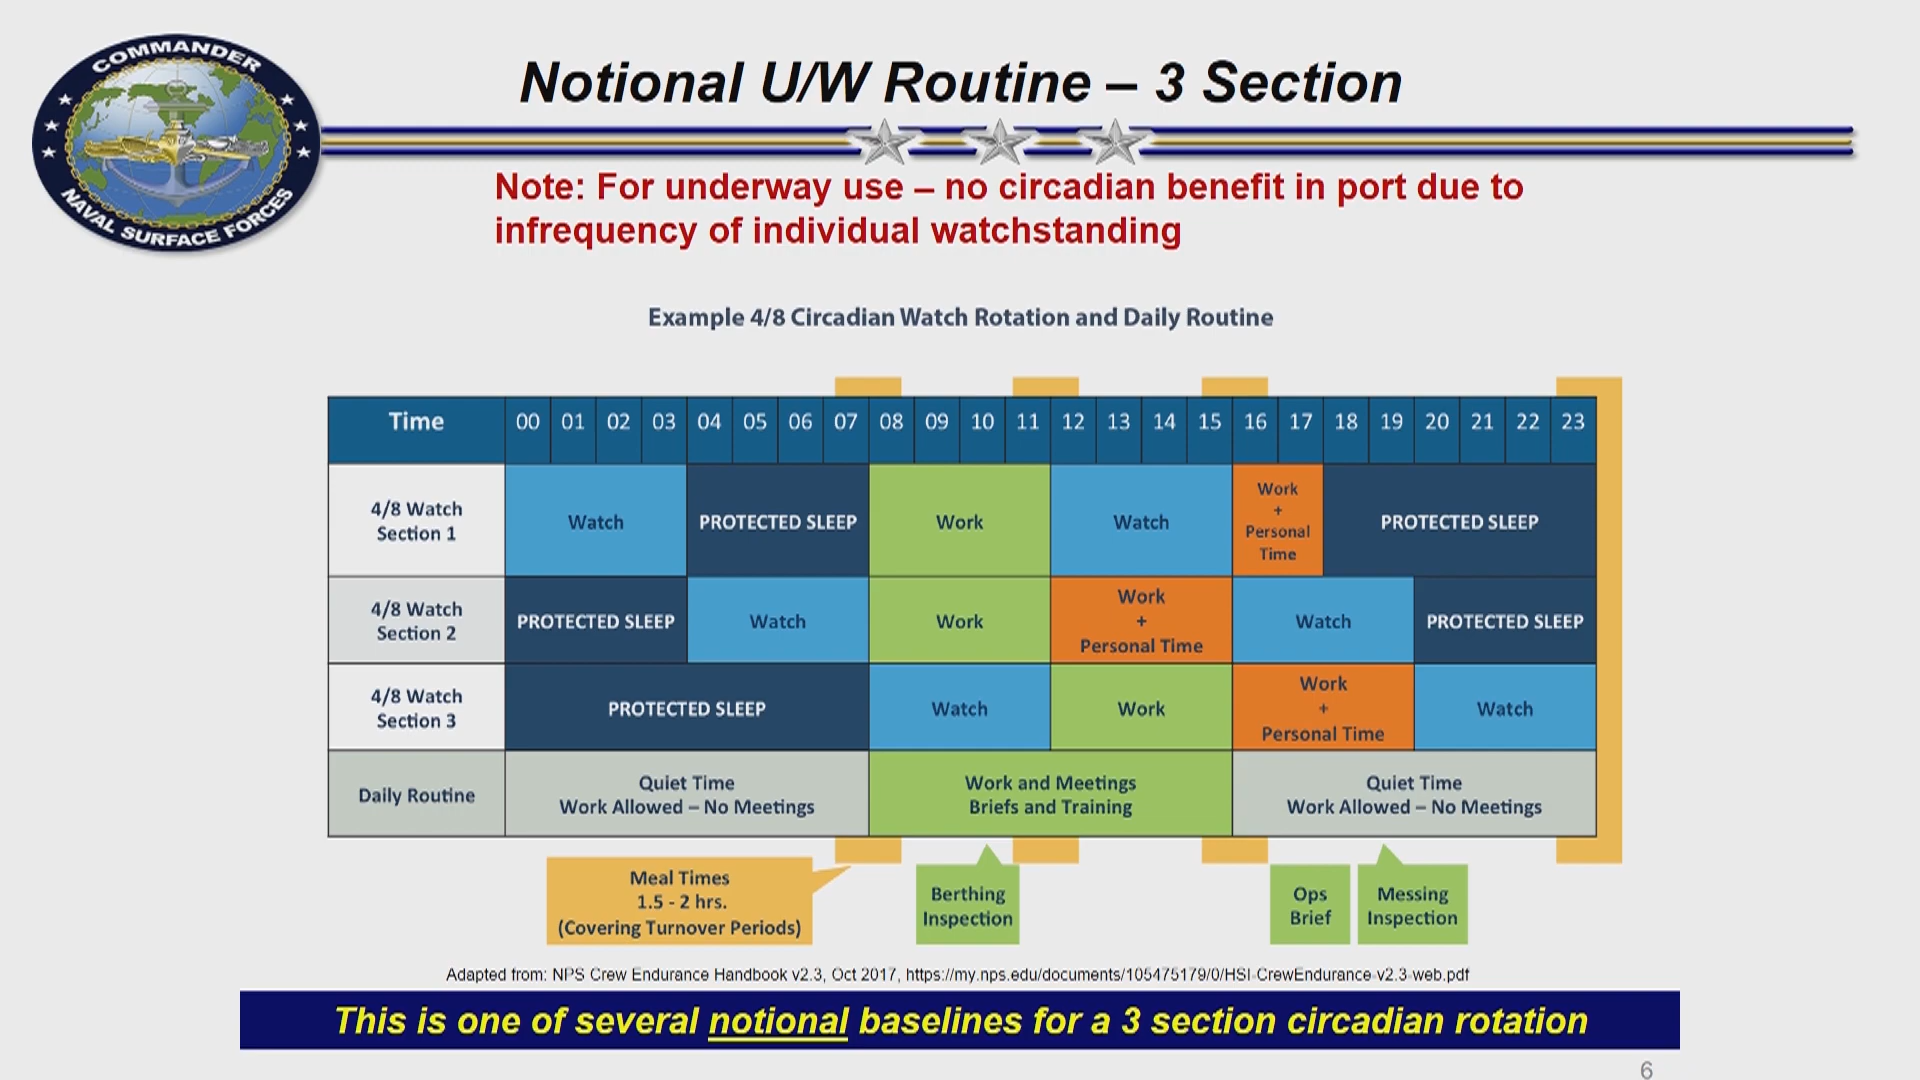 COMMANDER
NAVAL SURFACE FORCES
Notional U/W Routine – 3 Section
Note: For underway use – no circadian benefit in port due to
infrequency of individual watchstanding
Example 4/8 Circadian Watch Rotation and Daily Routine
Time 00 01 02 03 04 05 06 07 08 09 10 11 12 13 14 15 16 17 18 19 20 21 22 23
4/8 Watch
Section 1
Watch
PROTECTED SLEEP
Work
Watch
Work
+
Personal
Time
PROTECTED SLEEP
4/8 Watch
Section 2
PROTECTED SLEEP
Watch
Work
Work
+
Personal Time
Watch
PROTECTED SLEEP
4/8 Watch
Section 3
PROTECTED SLEEP
Watch
Work
Work
+
Personal Time
Watch
Daily Routine
Quiet Time
Work Allowed – No Meetings
Work and Meetings
Briefs and Training
Quiet Time
Work Allowed – No Meetings
Meal Times
1.5 - 2 hrs.
(Covering Turnover Periods)
Berthing
Inspection
Ops
Brief
Messing
Inspection
Adapted from: NPS Crew Endurance Handbook v2.3, Oct 2017, https://my.nps.edu/documents/105475179/0/HSI-CrewEndurance-v2.3-web.pdf
This is one of several notional baselines for a 3 section circadian rotation
6